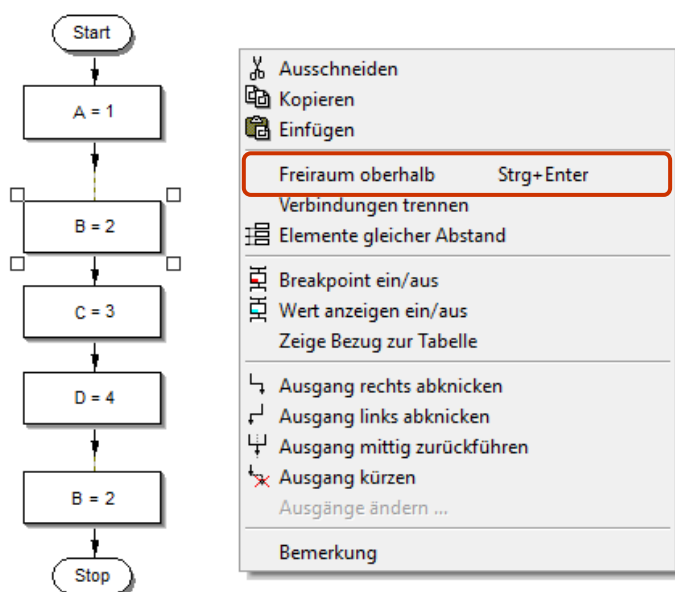 Start
A = 1
B = 2
C = 3
D = 4
B = 2
Stop
Ausschneiden
Kopieren
Einfügen
Freiraum oberhalb Strg+Enter
Verbindungen trennen
Elemente gleicher Abstand
Breakpoint ein/aus
Wert anzeigen ein/aus
Zeige Bezug zur Tabelle
Ausgang rechts abknicken
Ausgang links abknicken
Ausgang mittig zurückführen
Ausgang kürzen
Ausgänge ändern ...
Bemerkung